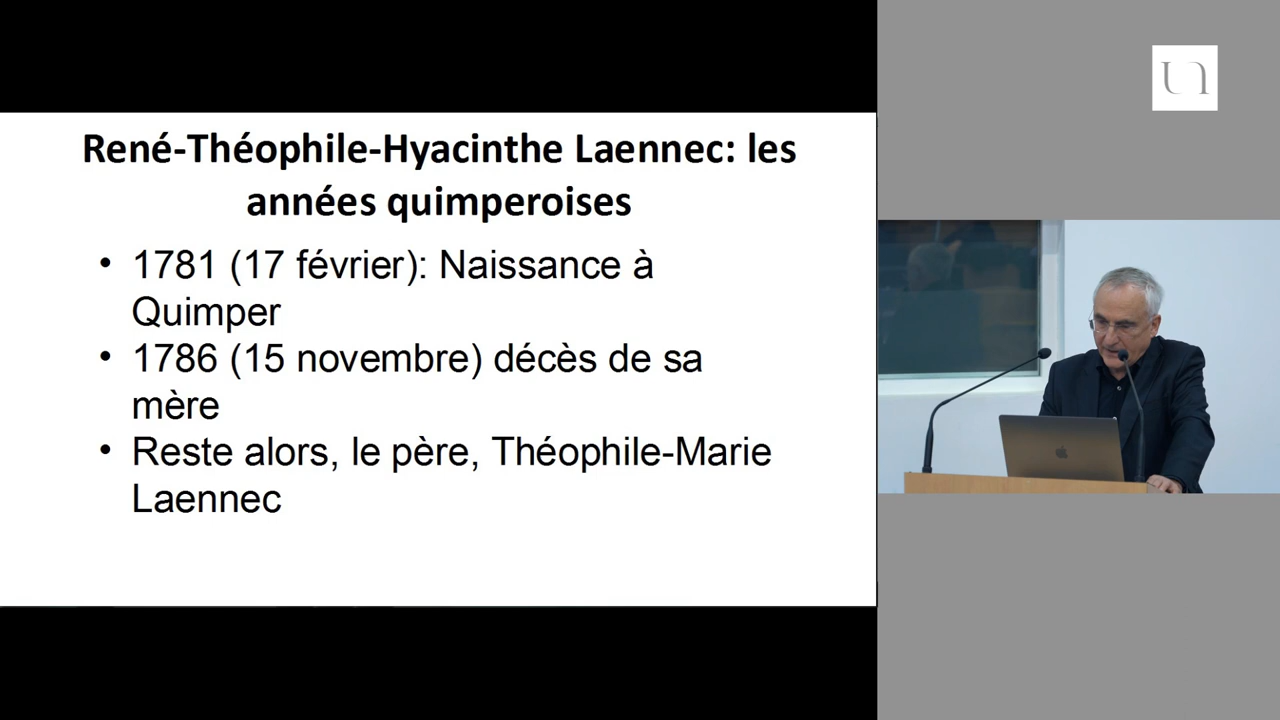 René-Théophile-Hyacinthe Laennec: les
années quimperoises
• 1781 (17 février): Naissance à
Quimper
• 1786 (15 novembre) décès de sa
mère
• Reste alors, le père, Théophile-Marie
Laennec